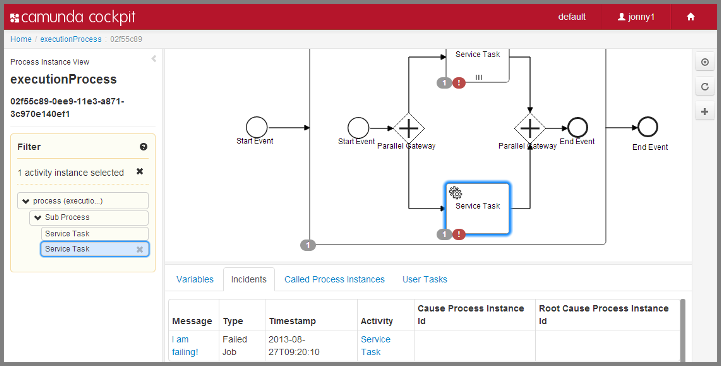 camunda cockpit
default
jonny1
Home / executionProcess 02f55c89
Process Instance View
executionProcess
02f55c89-0ee9-11e3-a871-
3c970e140ef1
Filter
1 activity instance selected
process (executio...)
Sub Process
Service Task
Service Task
Service Task
1
!
Start Event
Start Event
Parallel Gateway
Parallel Gateway
End Event
End Event
Service Task
1
!
1
Variables
Incidents
Called Process Instances
User Tasks
Message
Type
Timestamp
Activity
Cause Process Instance
Id
Root Cause Process Instance
Id
I am
failing!
Failed
Job
2013-08-
27T09:20:10
Service
Task